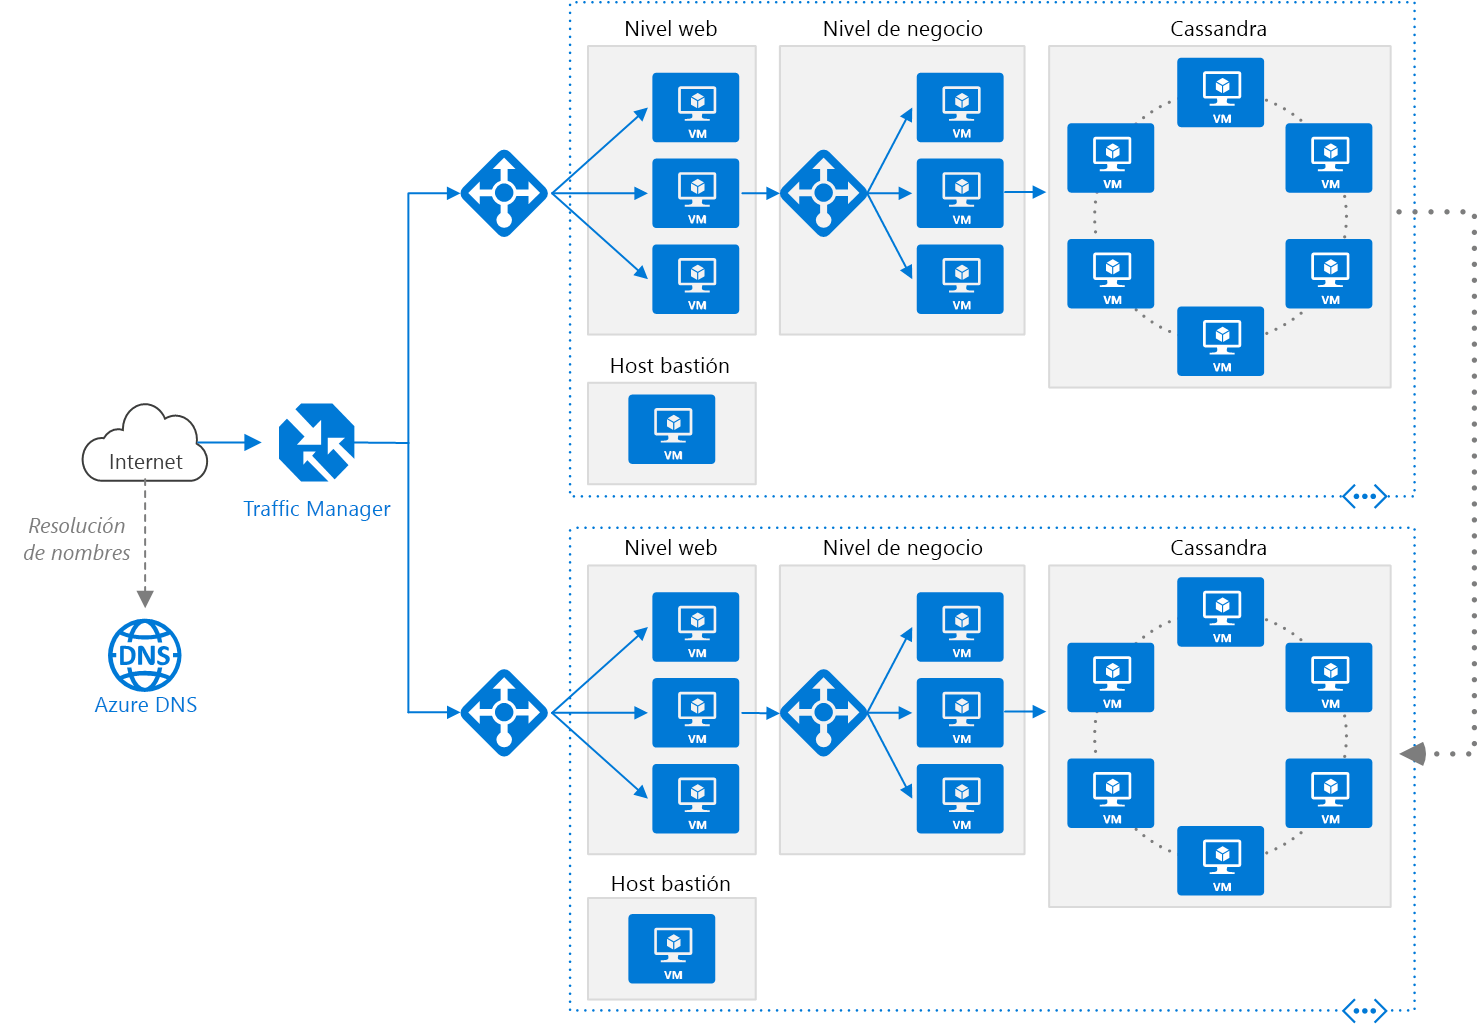 Nivel web
Nivel de negocio
Cassandra
VM
VM
VM
VM
VM
VM
VM
VM
VM
VM
VM
VM
Host bastión
VM
Internet
Traffic Manager
Resolución
de nombres
DNS
Azure DNS
Nivel web
Nivel de negocio
Cassandra
VM
VM
VM
VM
VM
VM
VM
VM
VM
VM
VM
VM
Host bastión
VM